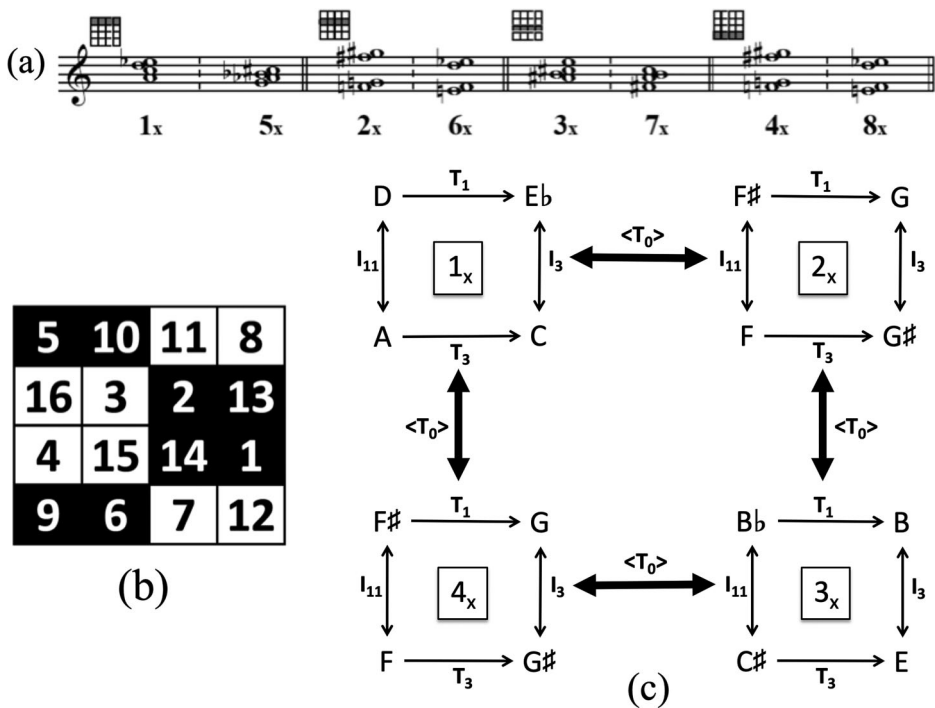 (a)
1x 5x 2x 6x 3x 7x 4x 8x
5 10 11 8
16 3 2 13
4 15 14 1
9 6 7 12
(b)
D T1 E♭
I11 1x I3
A T3 C
<T0>
F♯ T1 G
I11 2x I3
F T3 G♯
<T0>
<T0>
F♯ T1 G
I11 4x I3
F T3 G♯
<T0>
B♭ T1 B
I11 3x I3
C♯ T3 E
(c)